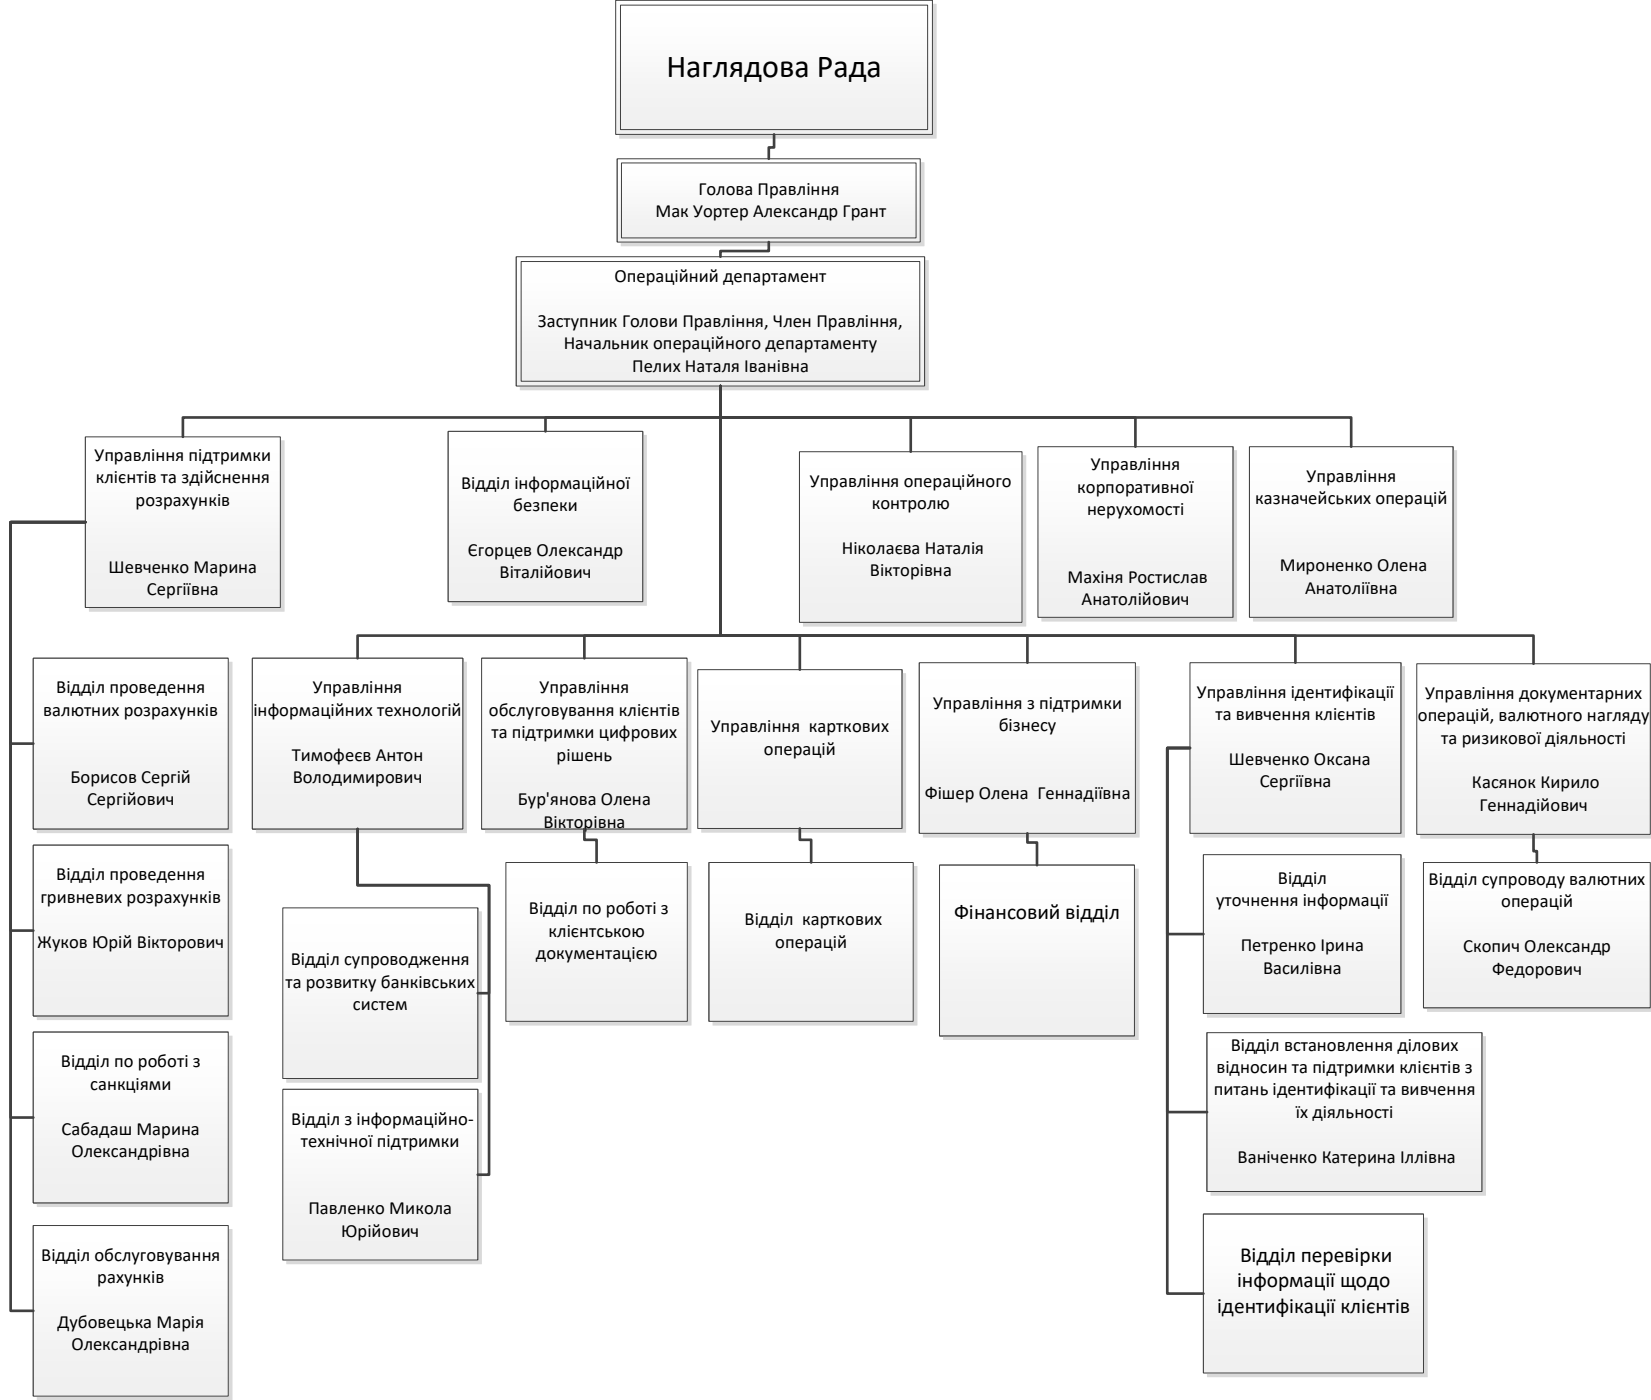 Наглядова Рада
Голова Правління
Мак Уортер Александр Грант
Операційний департамент
Заступник Голови Правління, Член Правління,
Начальник операційного департаменту
Пелих Наталя Іванівна
Управління підтримки
клієнтів та здійснення
розрахунків
Шевченко Марина
Сергіївна
Відділ інформаційної
безпеки
Єгорцев Олександр
Віталійович
Управління операційного
контролю
Ніколаєва Наталія
Вікторівна
Управління
корпоративної
нерухомості
Махіня Ростислав
Анатолійович
Управління
казначейських операцій
Мироненко Олена
Анатоліївна
Відділ проведення
валютних розрахунків
Борисов Сергій
Сергійович
Управління
інформаційних технологій
Тимофеєв Антон
Володимирович
Управління
обслуговування клієнтів
та підтримки цифрових
рішень
Бур'янова Олена
Вікторівна
Управління  карткових
операцій
Управління з підтримки
бізнесу
Фішер Олена  Геннадіївна
Управління ідентифікації
та вивчення клієнтів
Шевченко Оксана
Сергіївна
Управління документарних
операцій, валютного нагляду
та ризикової діяльності
Касянок Кирило
Геннадійович
Відділ проведення
гривневих розрахунків
Жуков Юрій Вікторович
Відділ супроводження
та розвитку банківських
систем
Відділ по роботі з
клієнтською
документацією
Відділ  карткових
операцій
Фінансовий відділ
Відділ
уточнення інформації
Петренко Ірина
Василівна
Відділ супроводу валютних
операцій
Скопич Олександр
Федорович
Відділ по роботі з
санкціями
Сабадаш Марина
Олександрівна
Відділ з інформаційно-
технічної підтримки
Павленко Микола
Юрійович
Відділ встановлення ділових
відносин та підтримки клієнтів з
питань ідентифікації та вивчення
їх діяльності
Ваніченко Катерина Іллівна
Відділ обслуговування
рахунків
Дубовецька Марія
Олександрівна
Відділ перевірки
інформації щодо
ідентифікації клієнтів